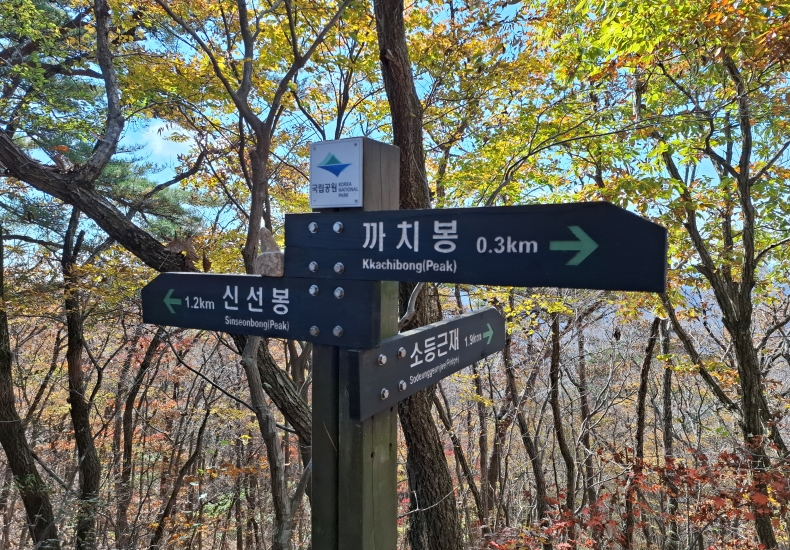 국립공원
KOREA
NATIONAL
PARK
까치봉 0.3km
Kkachibong(Peak)
1.2km 신선봉
Sinseonbong(Peak)
소등근재 1.9km